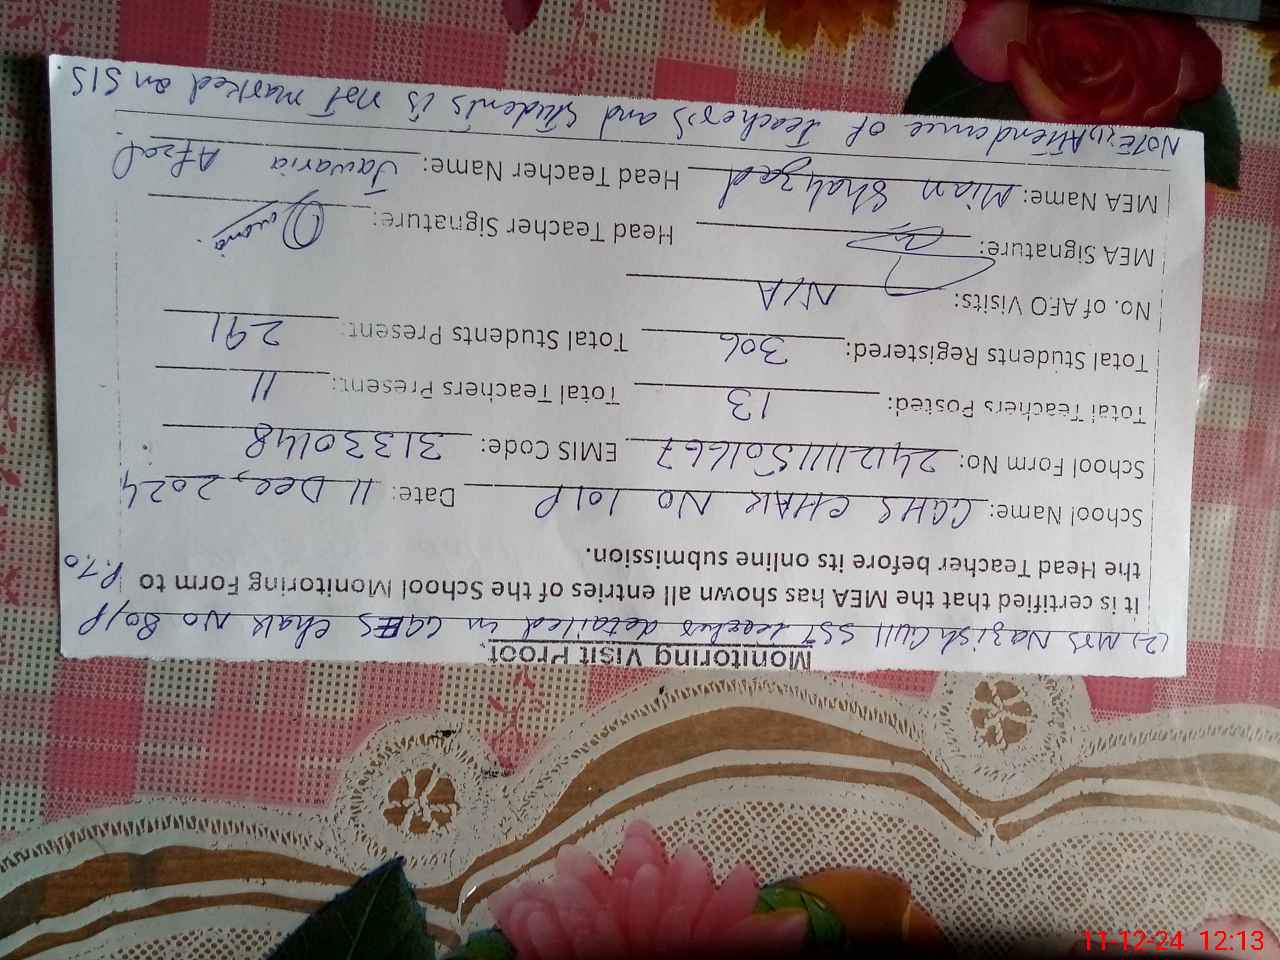 Monitoring Visit Proof
(2) Mrs Nazish Gull SST teacher detailed in GGHS Chak No 80/P
It is certified that the MEA has shown all entries of the School Monitoring Form to P.T.O
the Head Teacher before its online submission.
School Name: GGHS CHAK NO 101P Date: 11 Dec, 2024
School Form No: 2412111501667 EMIS Code: 31330148
Total Teachers Posted: 13 Total Teachers Present: 11
Total Students Registered: 306 Total Students Present: 291
No. of AFO Visits: N/A
MEA Signature: Head Teacher Signature:
MEA Name: Mian Shahzad Head Teacher Name: Jawaria Afzal
NOTE: (1) Attendance of Teachers and students is not marked on SIS.
11-12-24 12:13